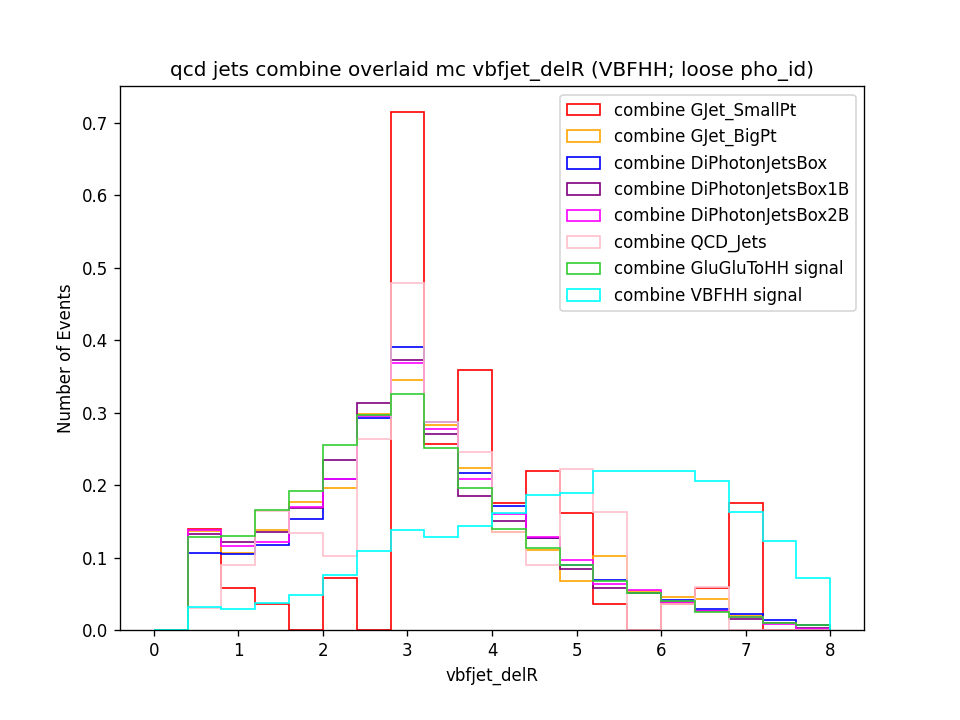 qcd jets combine overlaid mc vbfjet_delR (VBFHH; loose pho_id)
combine GJet_SmallPt
combine GJet_BigPt
combine DiPhotonJetsBox
combine DiPhotonJetsBox1B
combine DiPhotonJetsBox2B
combine QCD_Jets
combine GluGluToHH signal
combine VBFHH signal
Number of Events
0.7
0.6
0.5
0.4
0.3
0.2
0.1
0.0
0 1 2 3 4 5 6 7 8
vbfjet_delR